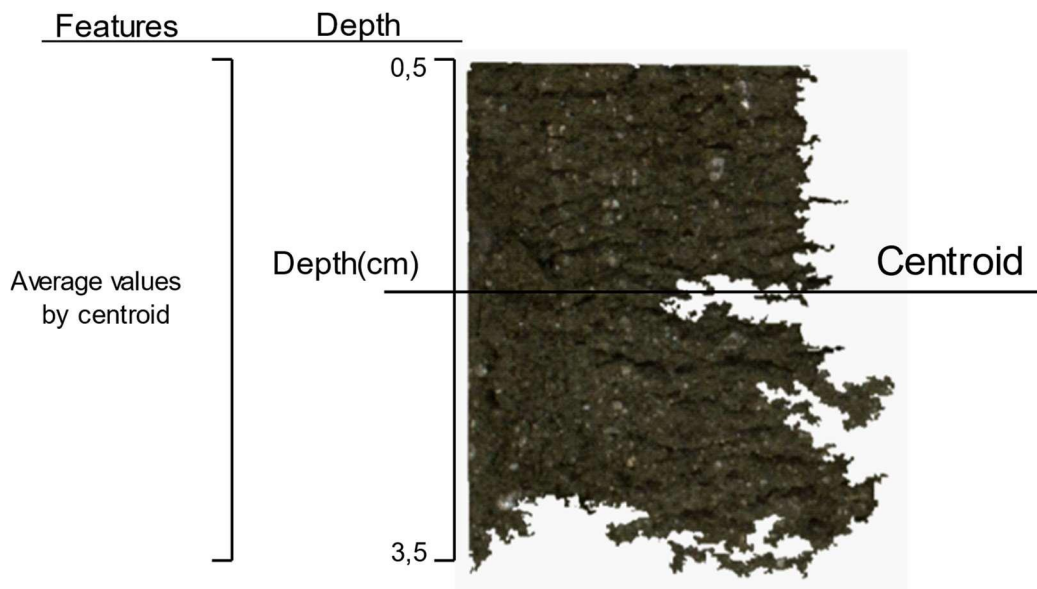 Features Depth
0,5
Depth(cm)
Centroid
Average values
by centroid
3,5